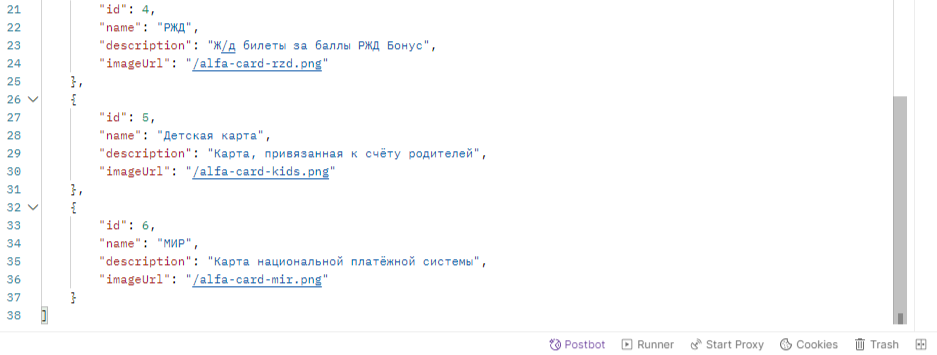 21 "id": 4,
22 "name": "РЖД",
23 "description": "Ж/д билеты за баллы РЖД Бонус",
24 "imageUrl": "/alfa-card-rzd.png"
25 },
26 {
27 "id": 5,
28 "name": "Детская карта",
29 "description": "Карта, привязанная к счёту родителей",
30 "imageUrl": "/alfa-card-kids.png"
31 },
32 {
33 "id": 6,
34 "name": "МИР",
35 "description": "Карта национальной платёжной системы",
36 "imageUrl": "/alfa-card-mir.png"
37 }
38 ]
Postbot Runner Start Proxy Cookies Trash